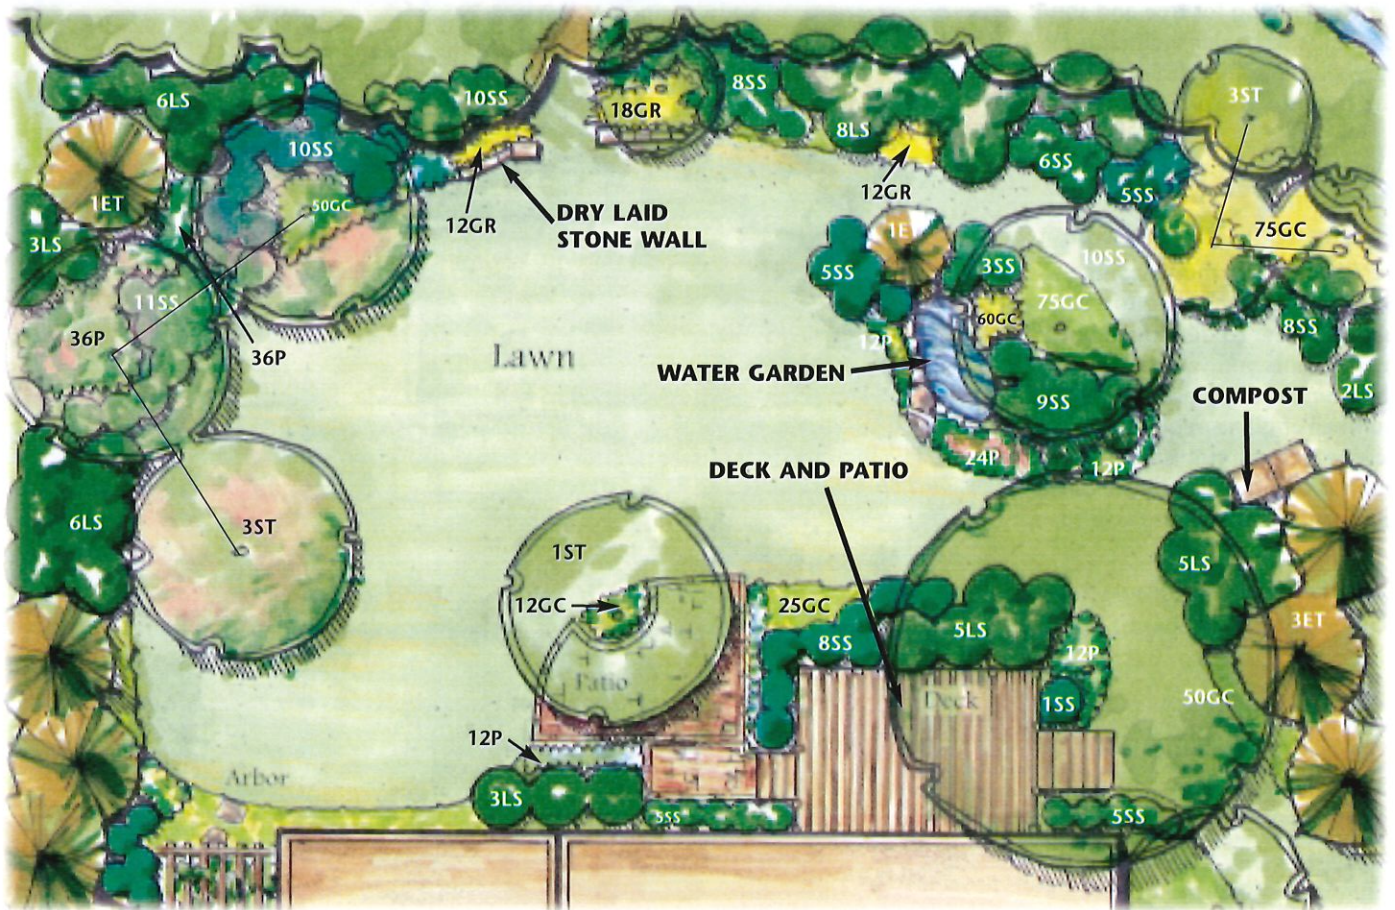 6LS
10SS
18GR
8SS
3ST
8LS
10SS
6SS
12GR
5SS
1ET
50GC
12GR
DRY LAID
STONE WALL
3LS
1E
75GC
10SS
5SS
3SS
11SS
75GC
60GC
36P
36P
12P
8SS
Lawn
WATER GARDEN
2LS
COMPOST
9SS
24P
12P
DECK AND PATIO
6LS
3ST
1ST
5LS
12GC
25GC
3ET
5LS
8SS
12P
Patio
Deck
1SS
50GC
12P
Arbor
3LS
5SS
5SS